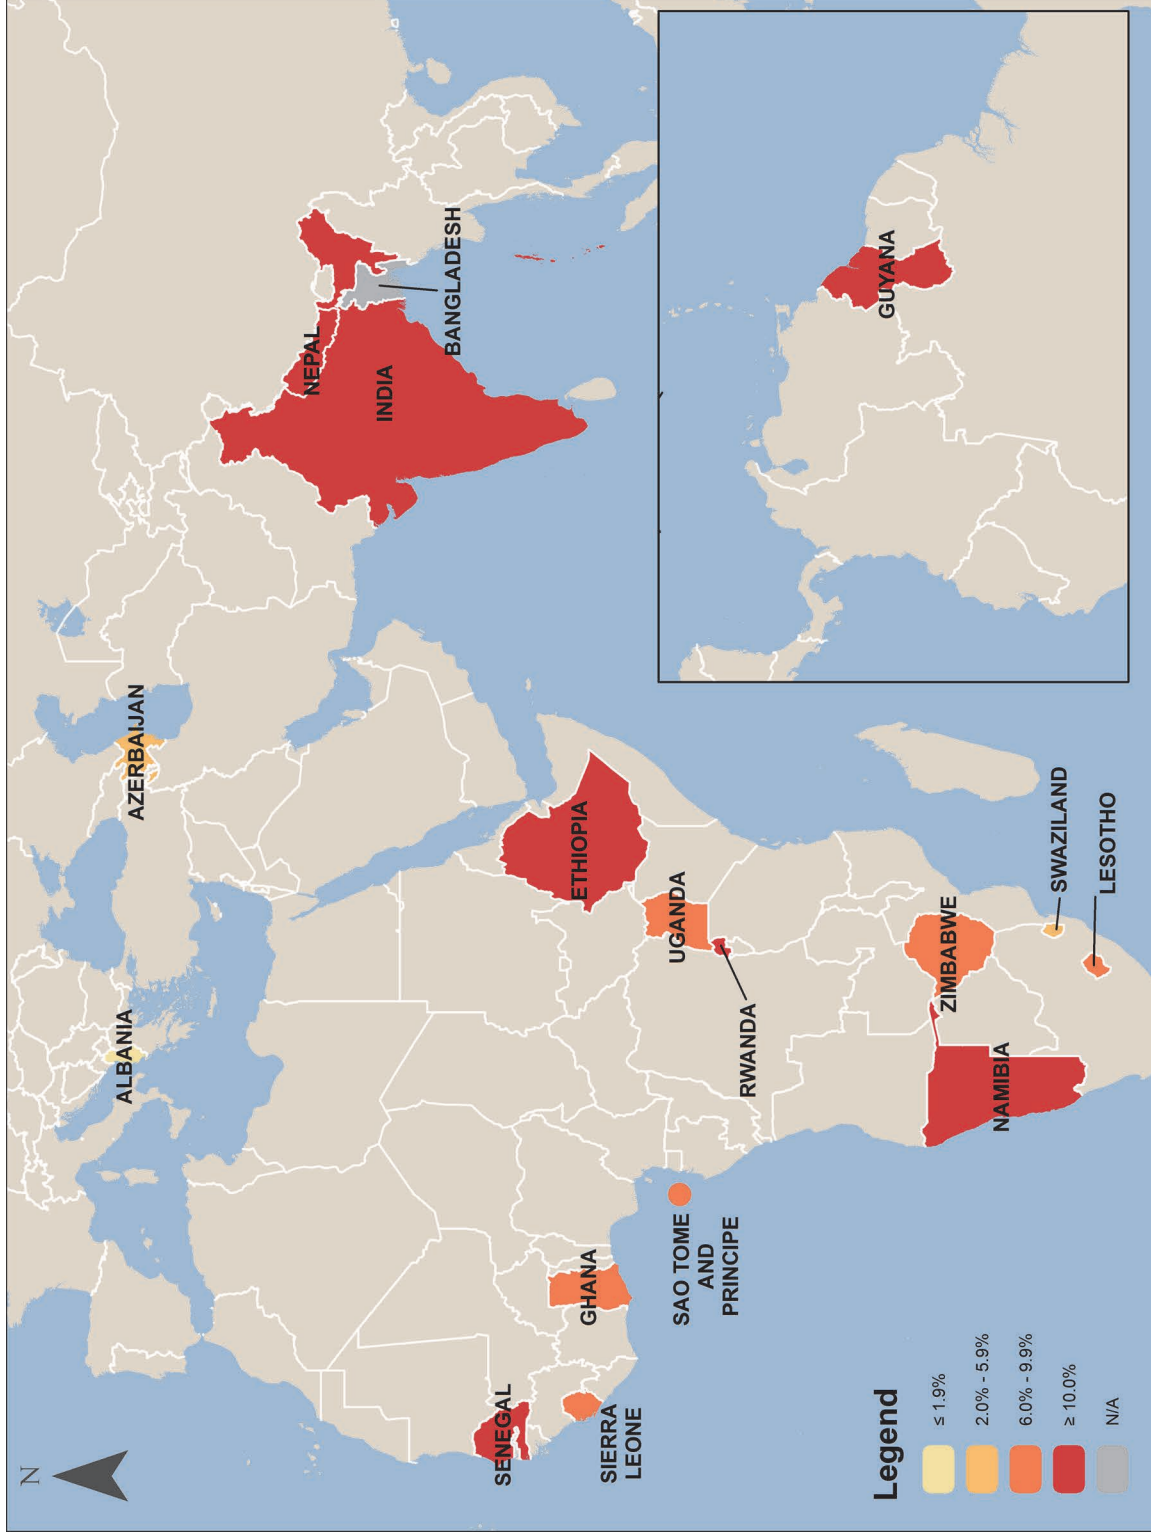 N
ALBANIA
AZERBAIJAN
NEPAL
INDIA
BANGLADESH
SENEGAL
SIERRA
LEONE
GHANA
SAO TOME
AND
PRINCIPE
ETHIOPIA
UGANDA
RWANDA
NAMIBIA
ZIMBABWE
SWAZILAND
LESOTHO
GUYANA
Legend
≤ 1.9%
2.0% - 5.9%
6.0% - 9.9%
≥ 10.0%
N/A